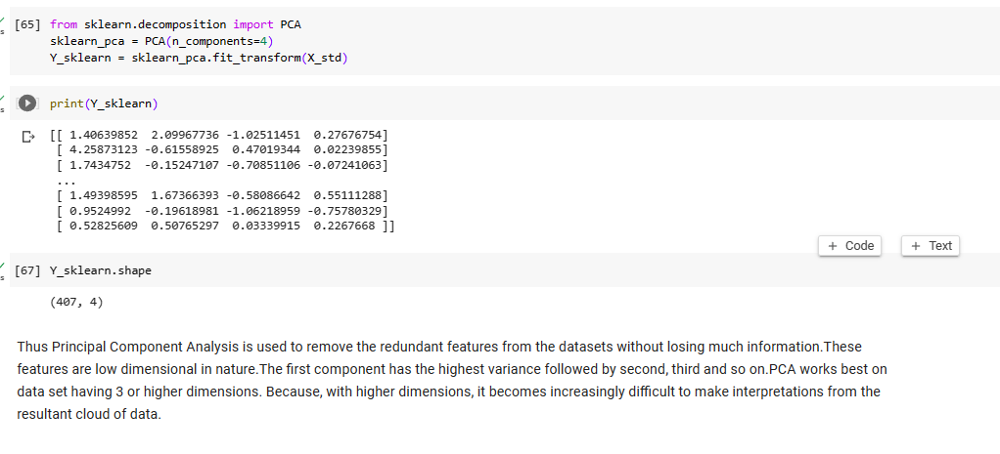 [65] from sklearn.decomposition import PCA
sklearn_pca = PCA(n_components=4)
Y_sklearn = sklearn_pca.fit_transform(X_std)
s
print(Y_sklearn)
s
[[ 1.40639852  2.09967736 -1.02511451  0.27676754]
[ 4.25873123 -0.61558925  0.47019344  0.02239855]
[ 1.7434752  -0.15247107 -0.70851106 -0.07241063]
...
[ 1.49398595  1.67366393 -0.58086642  0.55111288]
[ 0.9524992  -0.19618981 -1.06218959 -0.75780329]
[ 0.52825609  0.50765297  0.03339915  0.2267668 ]]
+ Code + Text
[67] Y_sklearn.shape
s
(407, 4)
Thus Principal Component Analysis is used to remove the redundant features from the datasets without losing much information.These
features are low dimensional in nature.The first component has the highest variance followed by second, third and so on.PCA works best on
data set having 3 or higher dimensions. Because, with higher dimensions, it becomes increasingly difficult to make interpretations from the
resultant cloud of data.